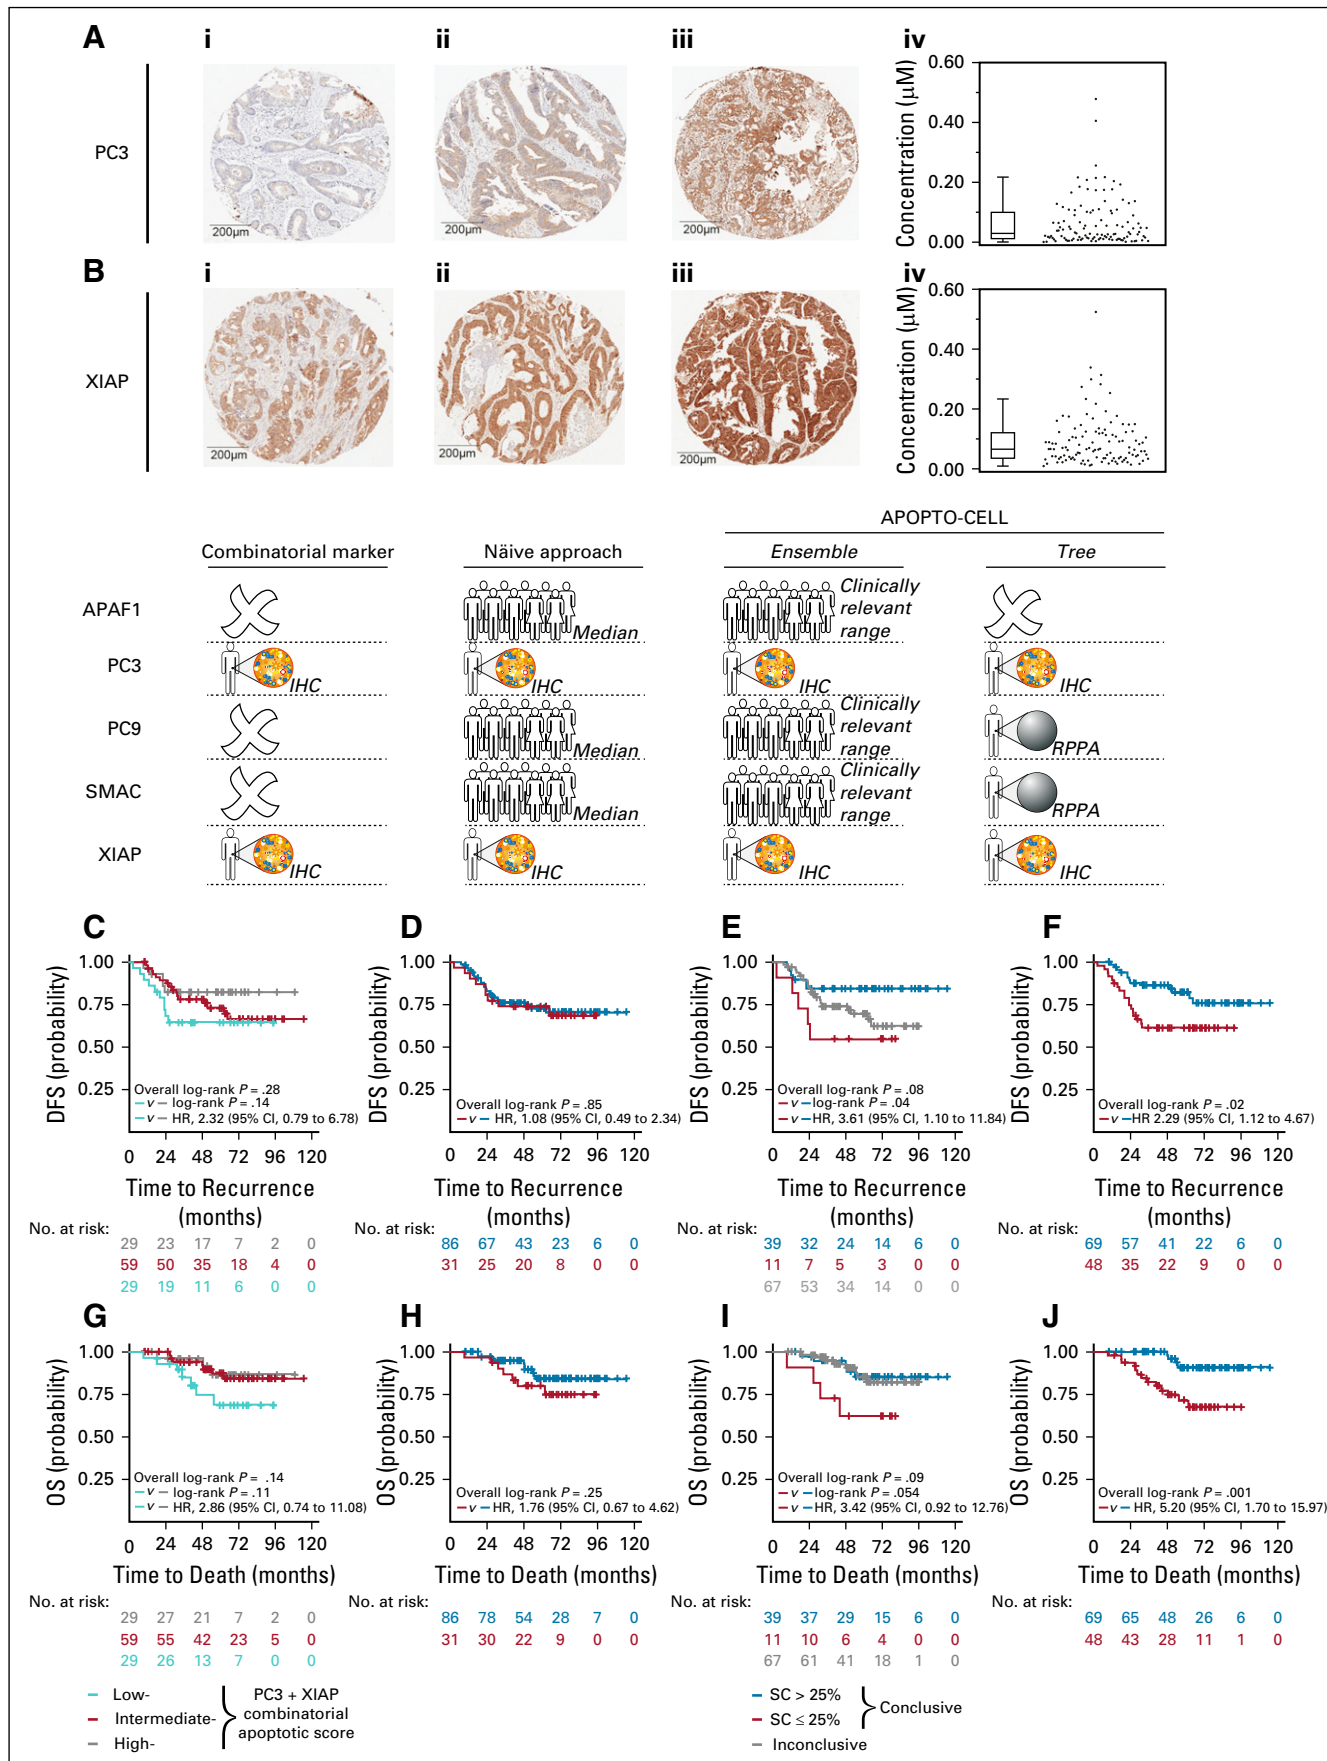 A
i
ii
iii
iv
PC3
200µm
200µm
200µm
Concentration (µM)
0.60
0.40
0.20
0.00
B
i
ii
iii
iv
XIAP
200µm
200µm
200µm
Concentration (µM)
0.60
0.40
0.20
0.00
APOPTO-CELL
Combinatorial marker
Näive approach
Ensemble
Tree
APAF1
Median
Clinically
relevant
range
PC3
IHC
IHC
IHC
IHC
PC9
Median
Clinically
relevant
range
RPPA
SMAC
Median
Clinically
relevant
range
RPPA
XIAP
IHC
IHC
IHC
IHC
C
DFS (probability)
1.00
0.75
0.50
0.25
Overall log-rank P = .28
v log-rank P = .14
v HR, 2.32 (95% CI, 0.79 to 6.78)
0 24 48 72 96 120
Time to Recurrence
(months)
No. at risk:
29 23 17 7 2 0
59 50 35 18 4 0
29 19 11 6 0 0
D
DFS (probability)
1.00
0.75
0.50
0.25
Overall log-rank P = .85
v HR, 1.08 (95% CI, 0.49 to 2.34)
0 24 48 72 96 120
Time to Recurrence
(months)
No. at risk:
86 67 43 23 6 0
31 25 20 8 0 0
E
DFS (probability)
1.00
0.75
0.50
0.25
Overall log-rank P = .08
v log-rank P = .04
v HR, 3.61 (95% CI, 1.10 to 11.84)
0 24 48 72 96 120
Time to Recurrence
(months)
No. at risk:
39 32 24 14 6 0
11 7 5 3 0 0
67 53 34 14 0 0
F
DFS (probability)
1.00
0.75
0.50
0.25
Overall log-rank P = .02
v HR 2.29 (95% CI, 1.12 to 4.67)
0 24 48 72 96 120
Time to Recurrence
(months)
No. at risk:
69 57 41 22 6 0
48 35 22 9 0 0
G
OS (probability)
1.00
0.75
0.50
0.25
Overall log-rank P = .14
v log-rank P = .11
v HR, 2.86 (95% CI, 0.74 to 11.08)
0 24 48 72 96 120
Time to Death (months)
No. at risk:
29 27 21 7 2 0
59 55 42 23 5 0
29 26 13 7 0 0
H
OS (probability)
1.00
0.75
0.50
0.25
Overall log-rank P = .25
v HR, 1.76 (95% CI, 0.67 to 4.62)
0 24 48 72 96 120
Time to Death (months)
No. at risk:
86 78 54 28 7 0
31 30 22 9 0 0
I
OS (probability)
1.00
0.75
0.50
0.25
Overall log-rank P = .09
v log-rank P = .054
v HR, 3.42 (95% CI, 0.92 to 12.76)
0 24 48 72 96 120
Time to Death (months)
No. at risk:
39 37 29 15 6 0
11 10 6 4 0 0
67 61 41 18 1 0
J
OS (probability)
1.00
0.75
0.50
0.25
Overall log-rank P = .001
v HR, 5.20 (95% CI, 1.70 to 15.97)
0 24 48 72 96 120
Time to Death (months)
No. at risk:
69 65 48 26 6 0
48 43 28 11 1 0
Low-
Intermediate-
High-
PC3 + XIAP
combinatorial
apoptotic score
SC > 25%
SC ≤ 25%
Inconclusive
Conclusive